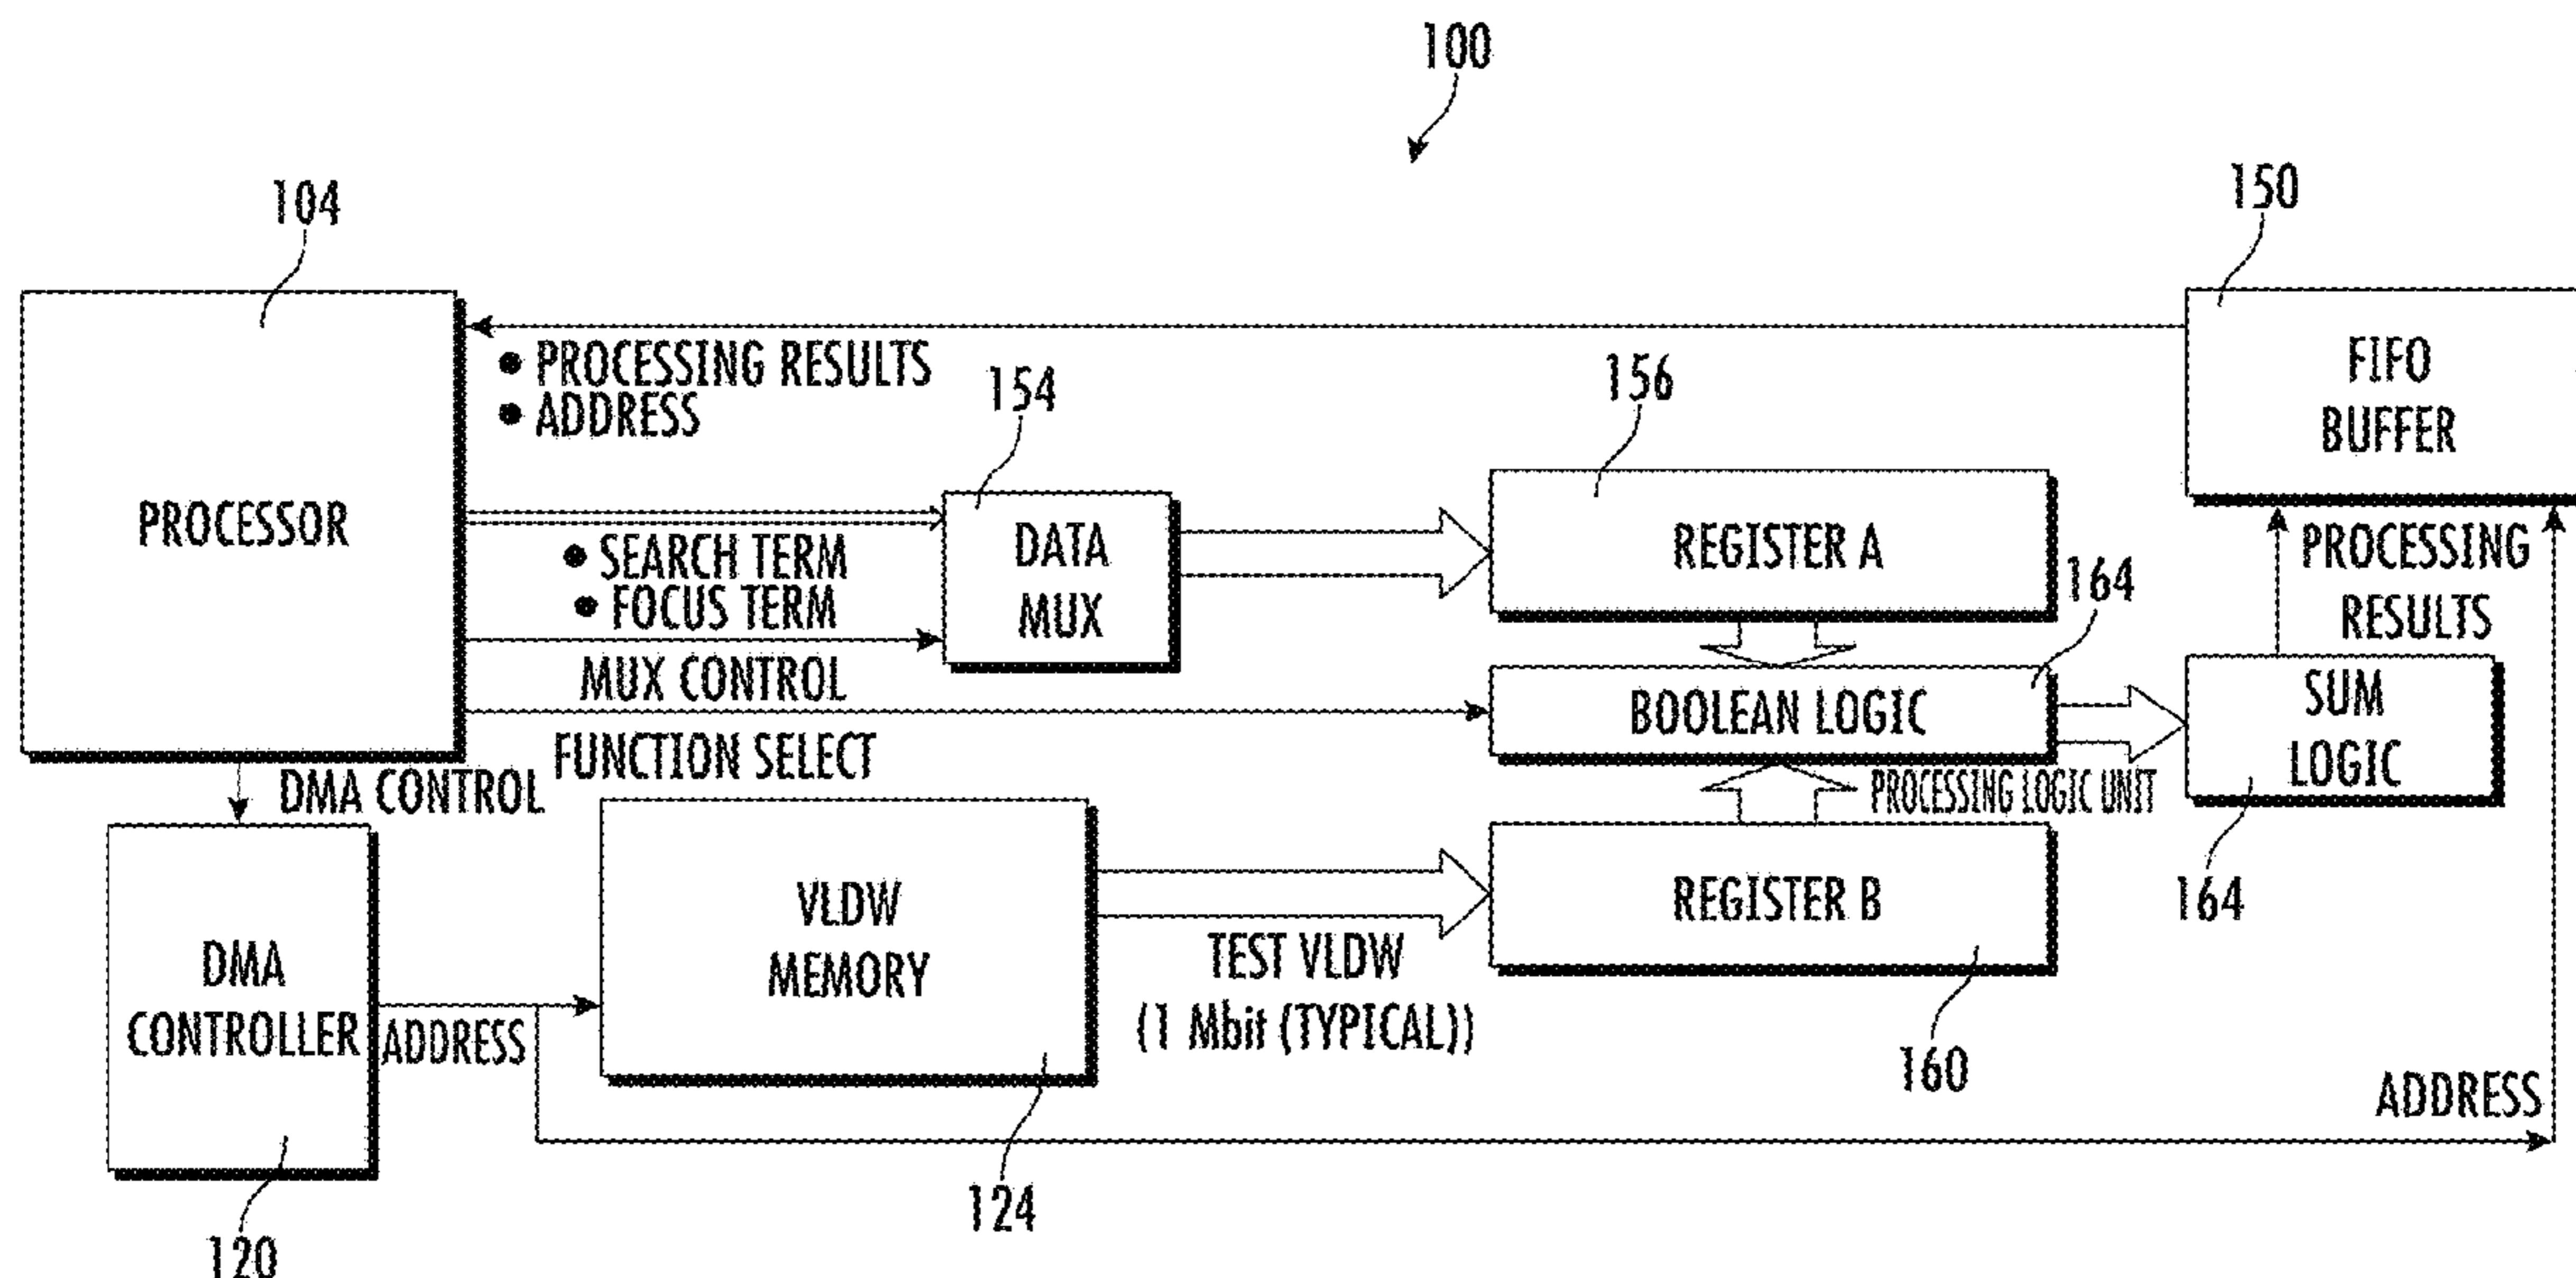 100
104
150
• PROCESSING RESULTS
• ADDRESS
154
156
FIFO
BUFFER
PROCESSOR
• SEARCH TERM
• FOCUS TERM
DATA
MUX
REGISTER A
164
PROCESSING
RESULTS
MUX CONTROL
BOOLEAN LOGIC
SUM
LOGIC
FUNCTION SELECT
DMA CONTROL
PROCESSING LOGIC UNIT
164
VLDW
MEMORY
REGISTER B
DMA
CONTROLLER
ADDRESS
TEST VLDW
(1 Mbit (TYPICAL))
160
ADDRESS
124
120